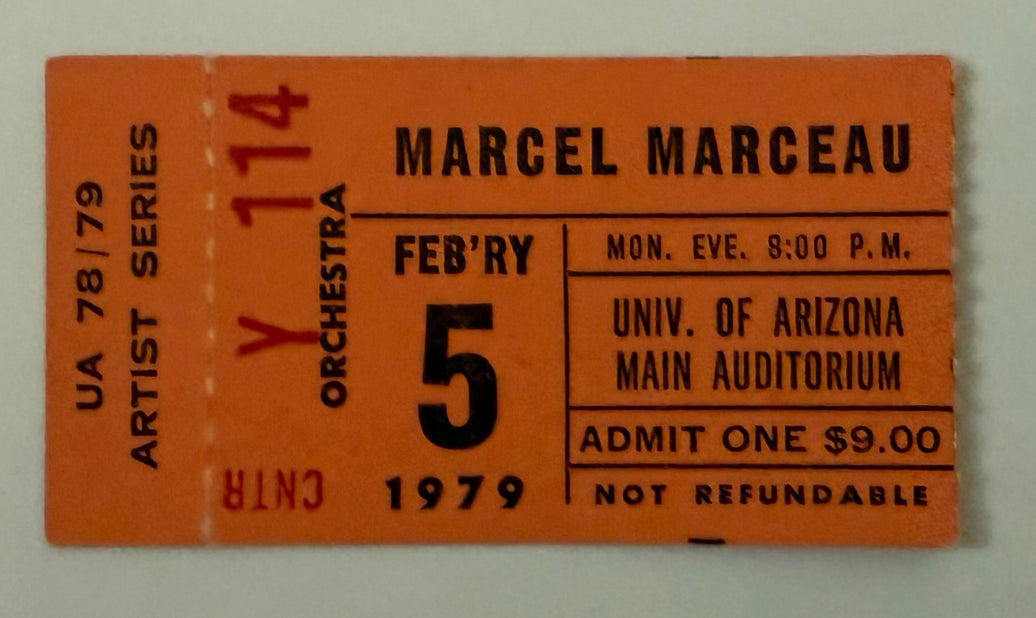 UA 78/79
ARTIST SERIES
Y 114
ORCHESTRA
CNTR
MARCEL MARCEAU
FEB'RY
5
1979
MON. EVE. 8:00 P.M.
UNIV. OF ARIZONA
MAIN AUDITORIUM
ADMIT ONE $9.00
NOT REFUNDABLE